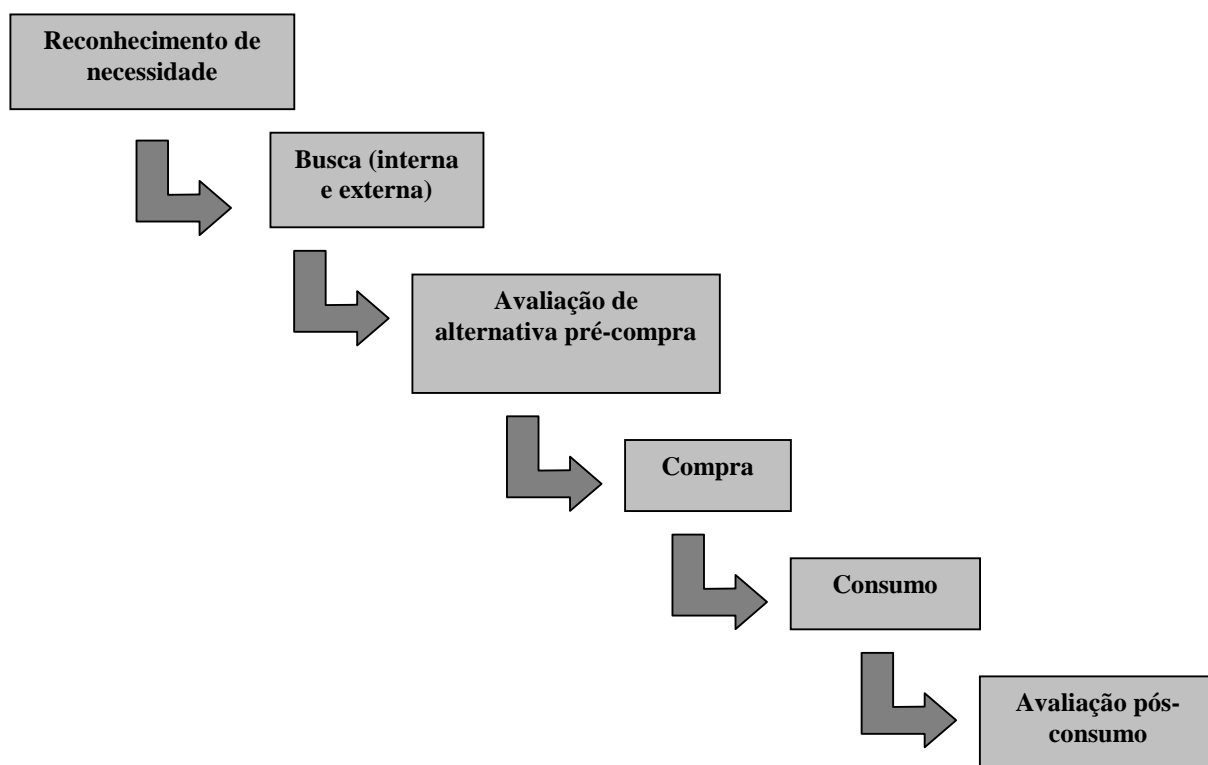 Reconhecimento de
necessidade
Busca (interna
e externa)
Avaliação de
alternativa pré-compra
Compra
Consumo
Avaliação pós-
consumo